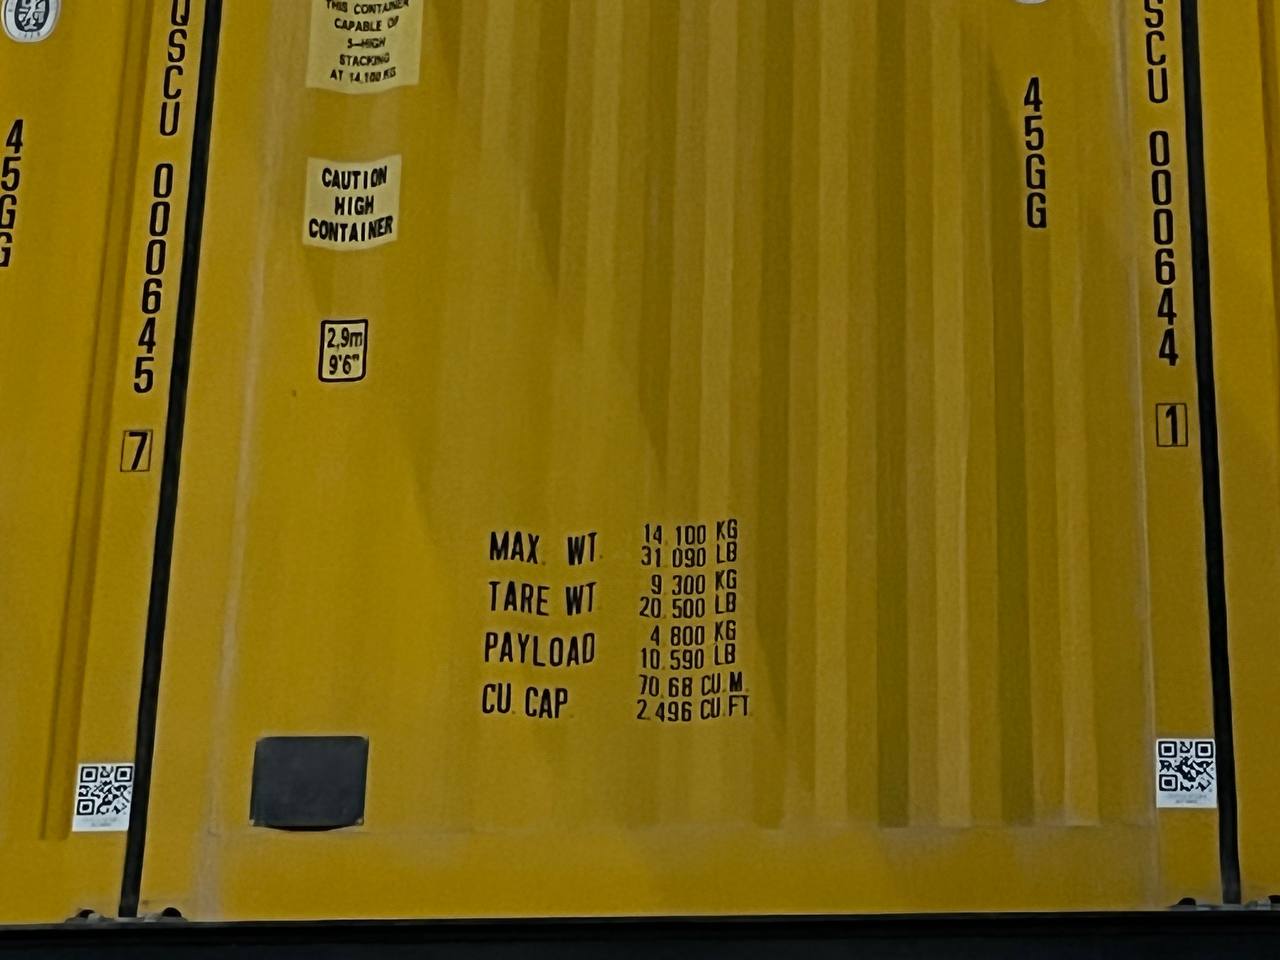 THIS CONTAINER
CAPABLE OF
5-HIGH
STACKING
AT 14,100 KG
CAUTION
HIGH
CONTAINER
2,9m
9'6"
45GG
QSCU 000645 7
45GG
SCU 000644 1
MAX. WT. 14.100 KG
31.090 LB
TARE WT. 9.300 KG
20.500 LB
PAYLOAD 4.800 KG
10.590 LB
CU. CAP. 70.68 CU.M.
2.496 CU.FT.